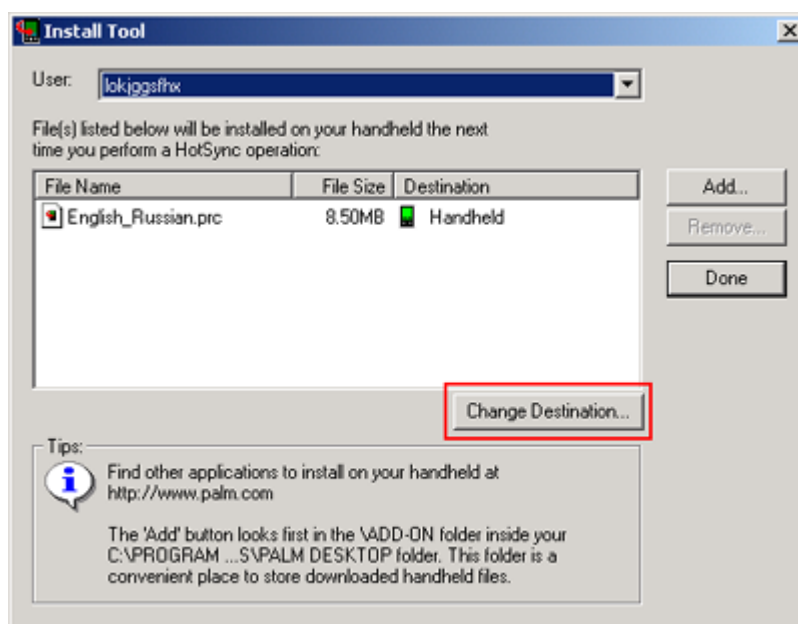 Install Tool
User:
lokjggsfhx
File(s) listed below will be installed on your handheld the next
time you perform a HotSync operation:
File Name File Size Destination
English_Russian.prc 8.50MB Handheld
Add...
Remove...
Done
Change Destination...
Tips:
Find other applications to install on your handheld at
http://www.palm.com
The 'Add' button looks first in the \ADD-ON folder inside your
C:\PROGRAM ...S\PALM DESKTOP folder. This folder is a
convenient place to store downloaded handheld files.